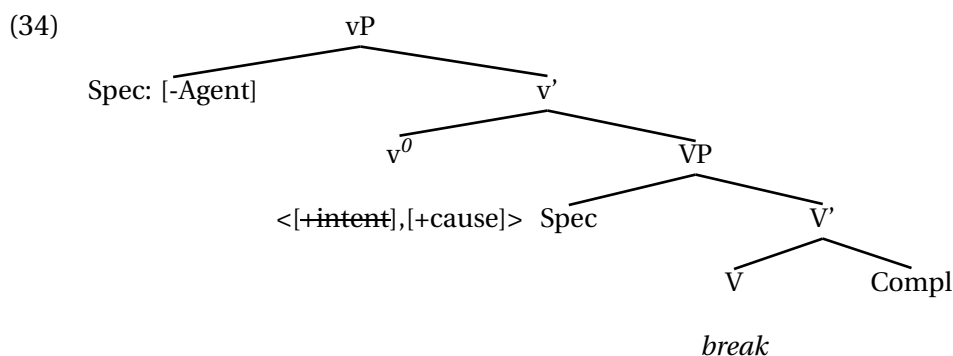 (34) vP
Spec: [-Agent] v’
v⁰ VP
<[+intent],[+cause]> Spec V’
V Compl
break